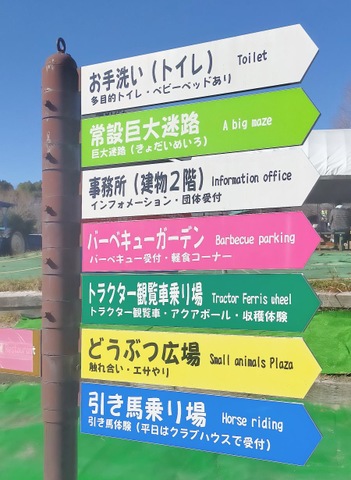 お手洗い（トイレ） Toilet
多目的トイレ・ベビーベッドあり
常設巨大迷路 A big maze
巨大迷路（きょだいめいろ）
事務所（建物２階） Information office
インフォメーション・団体受付
バーベキューガーデン Barbecue parking
バーベキュー受付・軽食コーナー
トラクター観覧車乗り場 Tractor Ferris wheel
トラクター観覧車・アクアボール・収穫体験
どうぶつ広場 Small animals Plaza
触れ合い・エサやり
引き馬乗り場 Horse riding
引き馬体験（平日はクラブハウスで受付）